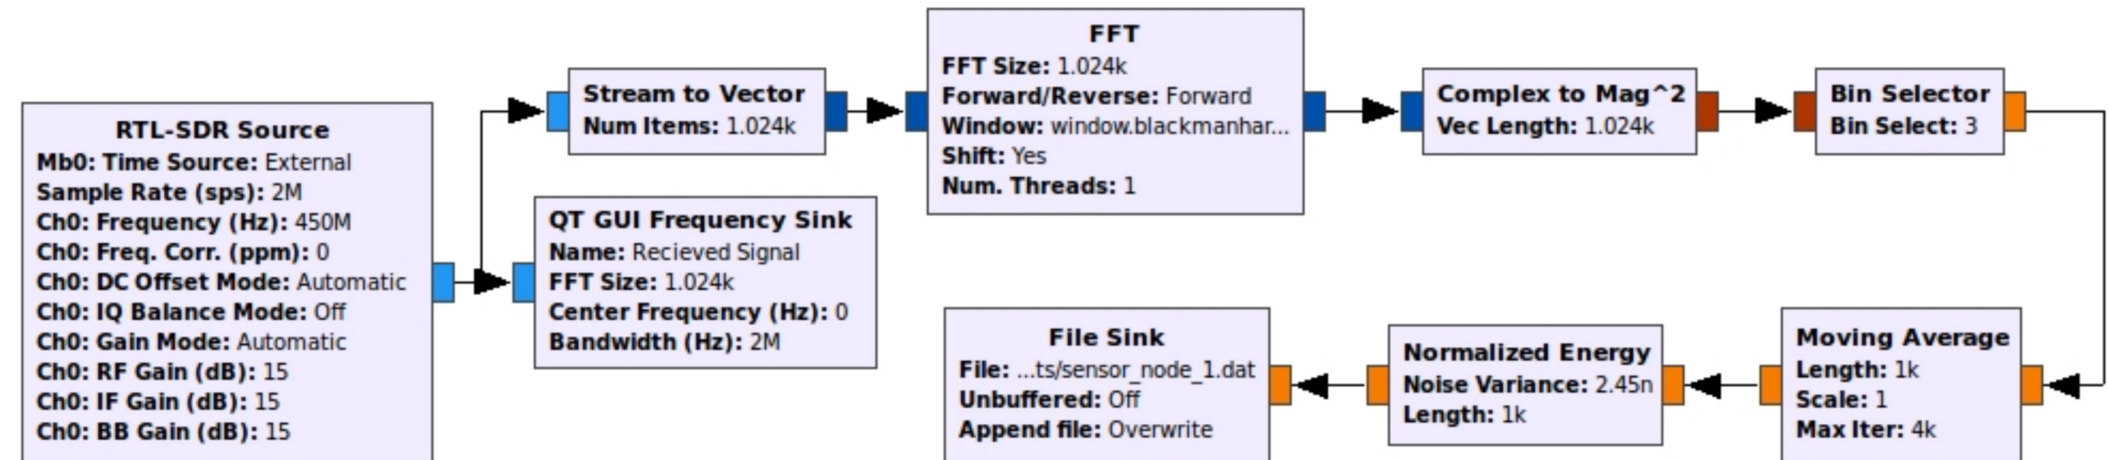 RTL-SDR Source
Mb0: Time Source: External
Sample Rate (sps): 2M
Ch0: Frequency (Hz): 450M
Ch0: Freq. Corr. (ppm): 0
Ch0: DC Offset Mode: Automatic
Ch0: IQ Balance Mode: Off
Ch0: Gain Mode: Automatic
Ch0: RF Gain (dB): 15
Ch0: IF Gain (dB): 15
Ch0: BB Gain (dB): 15
Stream to Vector
Num Items: 1.024k
QT GUI Frequency Sink
Name: Recieved Signal
FFT Size: 1.024k
Center Frequency (Hz): 0
Bandwidth (Hz): 2M
FFT
FFT Size: 1.024k
Forward/Reverse: Forward
Window: window.blackmanhar...
Shift: Yes
Num. Threads: 1
Complex to Mag^2
Vec Length: 1.024k
Bin Selector
Bin Select: 3
Moving Average
Length: 1k
Scale: 1
Max Iter: 4k
Normalized Energy
Noise Variance: 2.45n
Length: 1k
File Sink
File: ...ts/sensor_node_1.dat
Unbuffered: Off
Append file: Overwrite